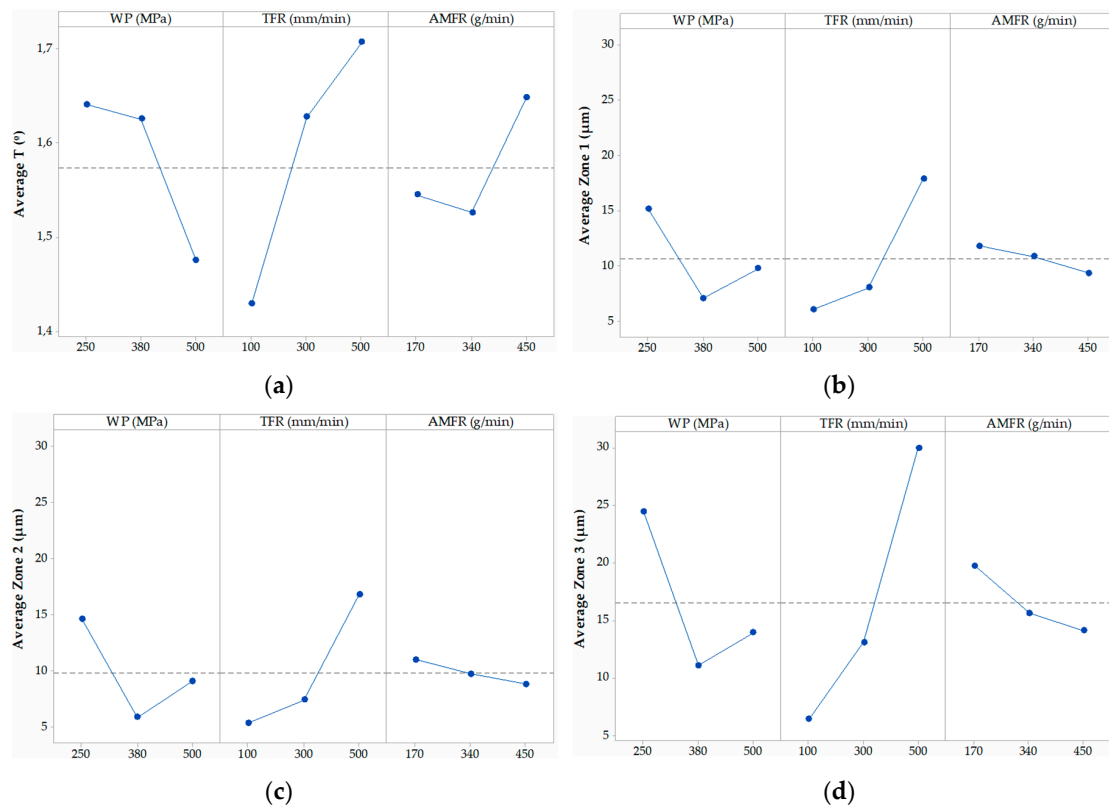 WP (MPa) TFR (mm/min) AMFR (g/min)
1,7
1,6
1,5
1,4
Average T (º)
250 380 500 100 300 500 170 340 450
(a)
WP (MPa) TFR (mm/min) AMFR (g/min)
30
25
20
15
10
5
Average Zone 1 (µm)
250 380 500 100 300 500 170 340 450
(b)
WP (MPa) TFR (mm/min) AMFR (g/min)
30
25
20
15
10
5
Average Zone 2 (µm)
250 380 500 100 300 500 170 340 450
(c)
WP (MPa) TFR (mm/min) AMFR (g/min)
30
25
20
15
10
5
Average Zone 3 (µm)
250 380 500 100 300 500 170 340 450
(d)